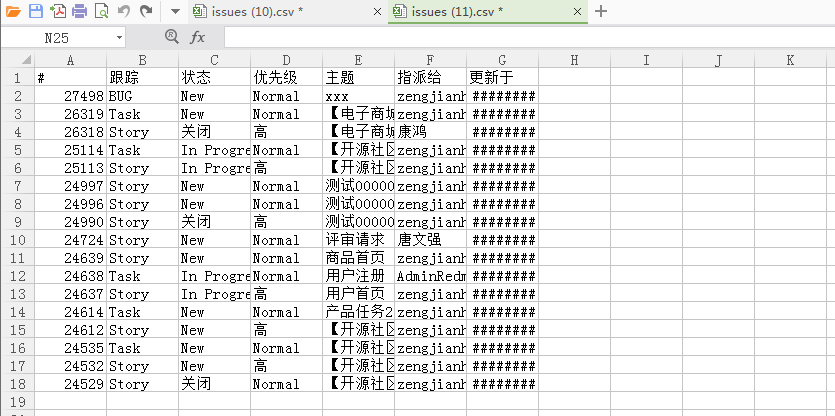 issues (10).csv * issues (11).csv *
N25 fx
A B C D E F G H I J K
1 # 跟踪 状态 优先级 主题 指派给 更新于
2 27498 BUG New Normal xxx zengjianh ########
3 26319 Task New Normal 【电子商城 zengjianh ########
4 26318 Story 关闭 高 【电子商城 康鸿 ########
5 25114 Task In Progre Normal 【开源社区 zengjianh ########
6 25113 Story In Progre 高 【开源社区 zengjianh ########
7 24997 Story New Normal 测试00000 zengjianh ########
8 24996 Story New Normal 测试00000 zengjianh ########
9 24990 Story 关闭 高 测试00000 zengjianh ########
10 24724 Story New Normal 评审请求 唐文强 ########
11 24639 Story New Normal 商品首页 zengjianh ########
12 24638 Task In Progre Normal 用户注册 AdminRedm ########
13 24637 Story In Progre 高 用户首页 zengjianh ########
14 24614 Task New Normal 产品任务2 zengjianh ########
15 24612 Story New 高 【开源社区 zengjianh ########
16 24535 Task New Normal 【开源社区 zengjianh ########
17 24532 Story New 高 【开源社区 zengjianh ########
18 24529 Story 关闭 Normal 【开源社区 zengjianh ########
19